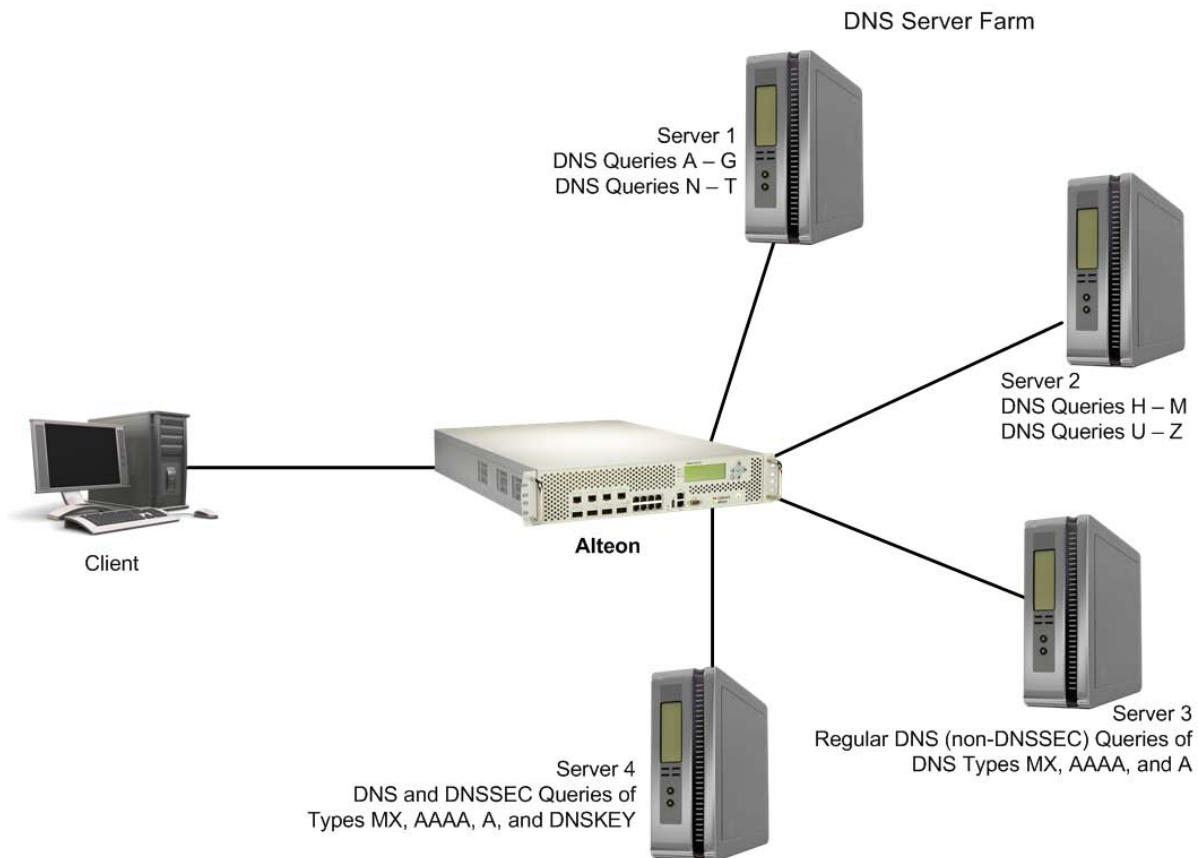 DNS Server Farm
Server 1
DNS Queries A – G
DNS Queries N – T
Server 2
DNS Queries H – M
DNS Queries U – Z
Client
Alteon
Server 3
Regular DNS (non-DNSSEC) Queries of
DNS Types MX, AAAA, and A
Server 4
DNS and DNSSEC Queries of
Types MX, AAAA, A, and DNSKEY